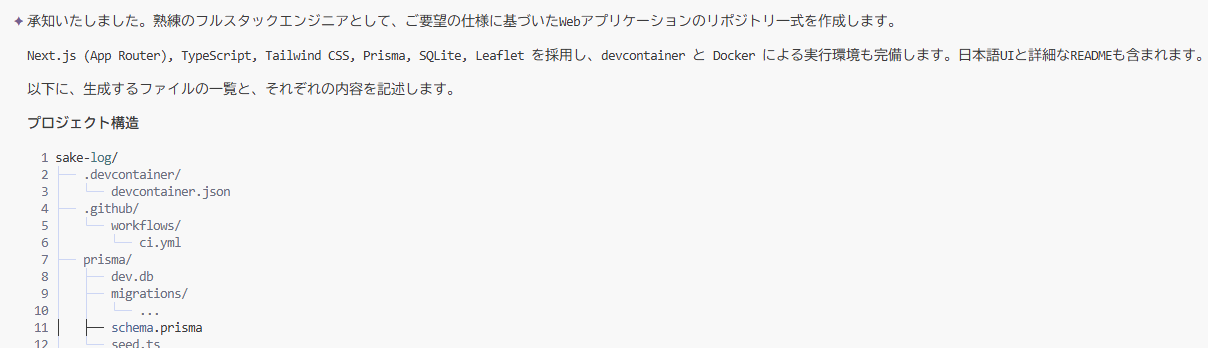 ✦ 承知いたしました。熟練のフルスタックエンジニアとして、ご要望の仕様に基づいたWebアプリケーションのリポジトリ一式を作成します。
Next.js (App Router), TypeScript, Tailwind CSS, Prisma, SQLite, Leaflet を採用し、devcontainer と Docker による実行環境も完備します。日本語UIと詳細なREADMEも含まれます。
以下に、生成するファイルの一覧と、それぞれの内容を記述します。
プロジェクト構造
1 sake-log/
2 ├── .devcontainer/
3 │   └── devcontainer.json
4 ├── .github/
5 │   └── workflows/
6 │       └── ci.yml
7 ├── prisma/
8 │   ├── dev.db
9 │   ├── migrations/
10 │   │   └── ...
11 │   ├── schema.prisma
12 │   └── seed.ts